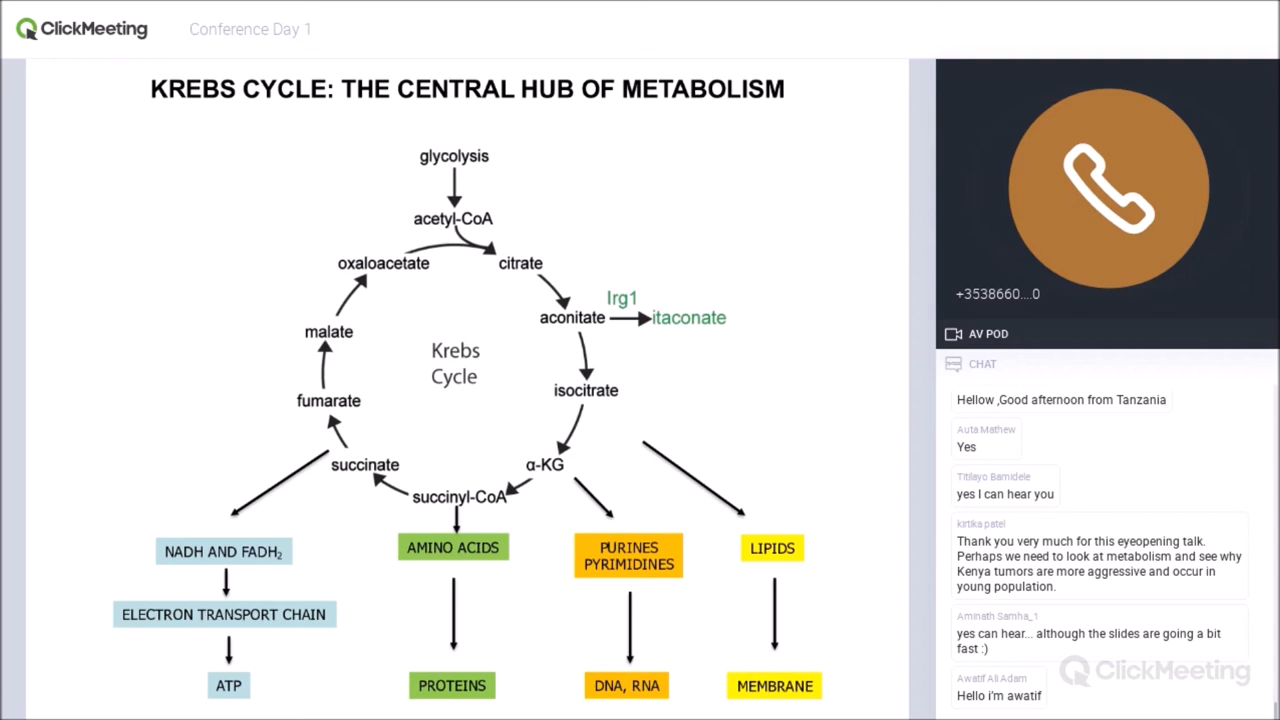 ClickMeeting
Conference Day 1
KREBS CYCLE: THE CENTRAL HUB OF METABOLISM
glycolysis
acetyl-CoA
oxaloacetate
citrate
Irg1
aconitate
itaconate
malate
Krebs
Cycle
isocitrate
fumarate
succinate
α-KG
succinyl-CoA
NADH AND FADH₂
AMINO ACIDS
PURINES
PYRIMIDINES
LIPIDS
ELECTRON TRANSPORT CHAIN
ATP
PROTEINS
DNA, RNA
MEMBRANE
+3538660....0
AV POD
CHAT
Hellow ,Good afternoon from Tanzania
Auta Mathew
Yes
Titilayo Bamidele
yes I can hear you
kirtika patel
Thank you very much for this eyeopening talk.
Perhaps we need to look at metabolism and see why
Kenya tumors are more aggressive and occur in
young population.
Aminath Samha_1
yes can hear... although the slides are going a bit
fast :)
Awatif Ali Adam
Hello i'm awatif
ClickMeeting